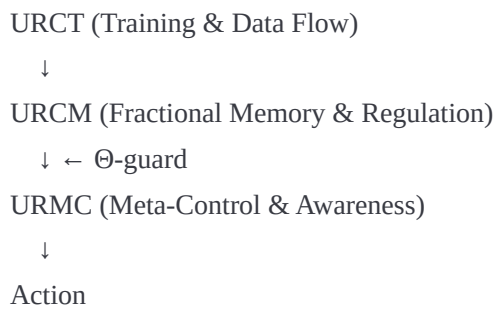 URCT (Training & Data Flow)
↓
URCM (Fractional Memory & Regulation)
↓ ← Θ-guard
URMC (Meta-Control & Awareness)
↓
Action